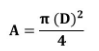 A = π (D)² / 4